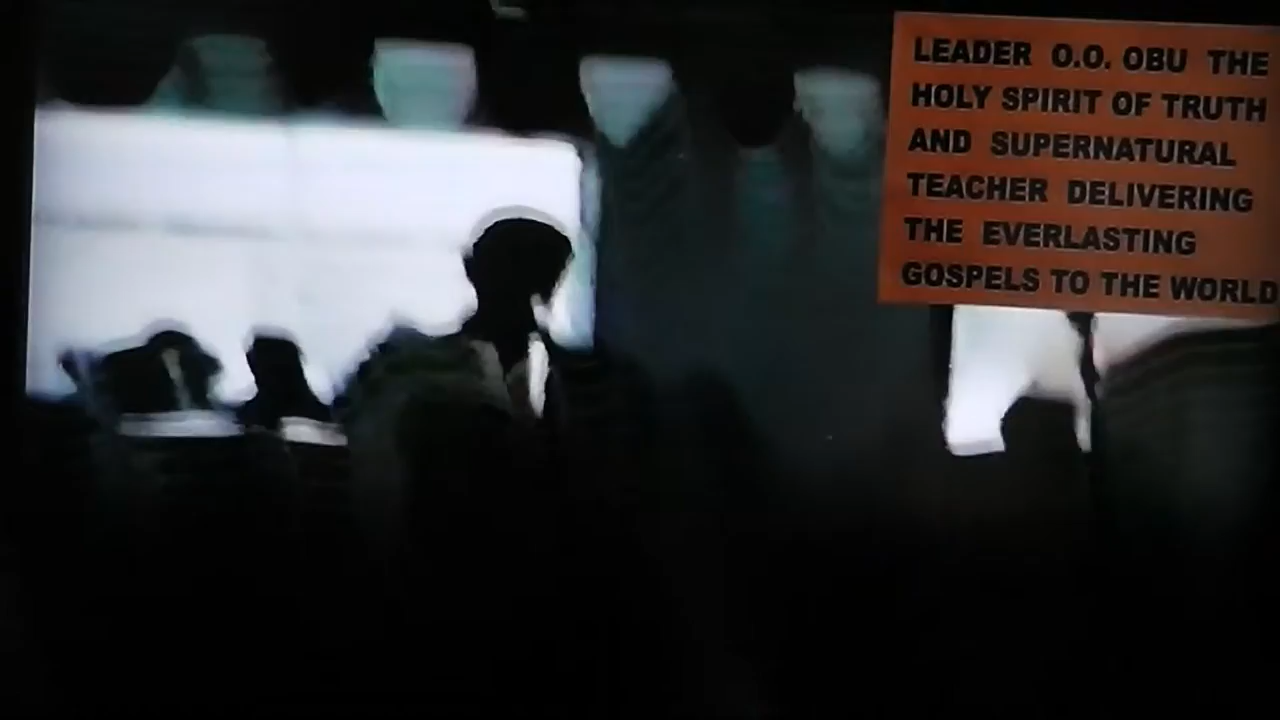 LEADER O.O. OBU THE
HOLY SPIRIT OF TRUTH
AND SUPERNATURAL
TEACHER DELIVERING
THE EVERLASTING
GOSPELS TO THE WORLD